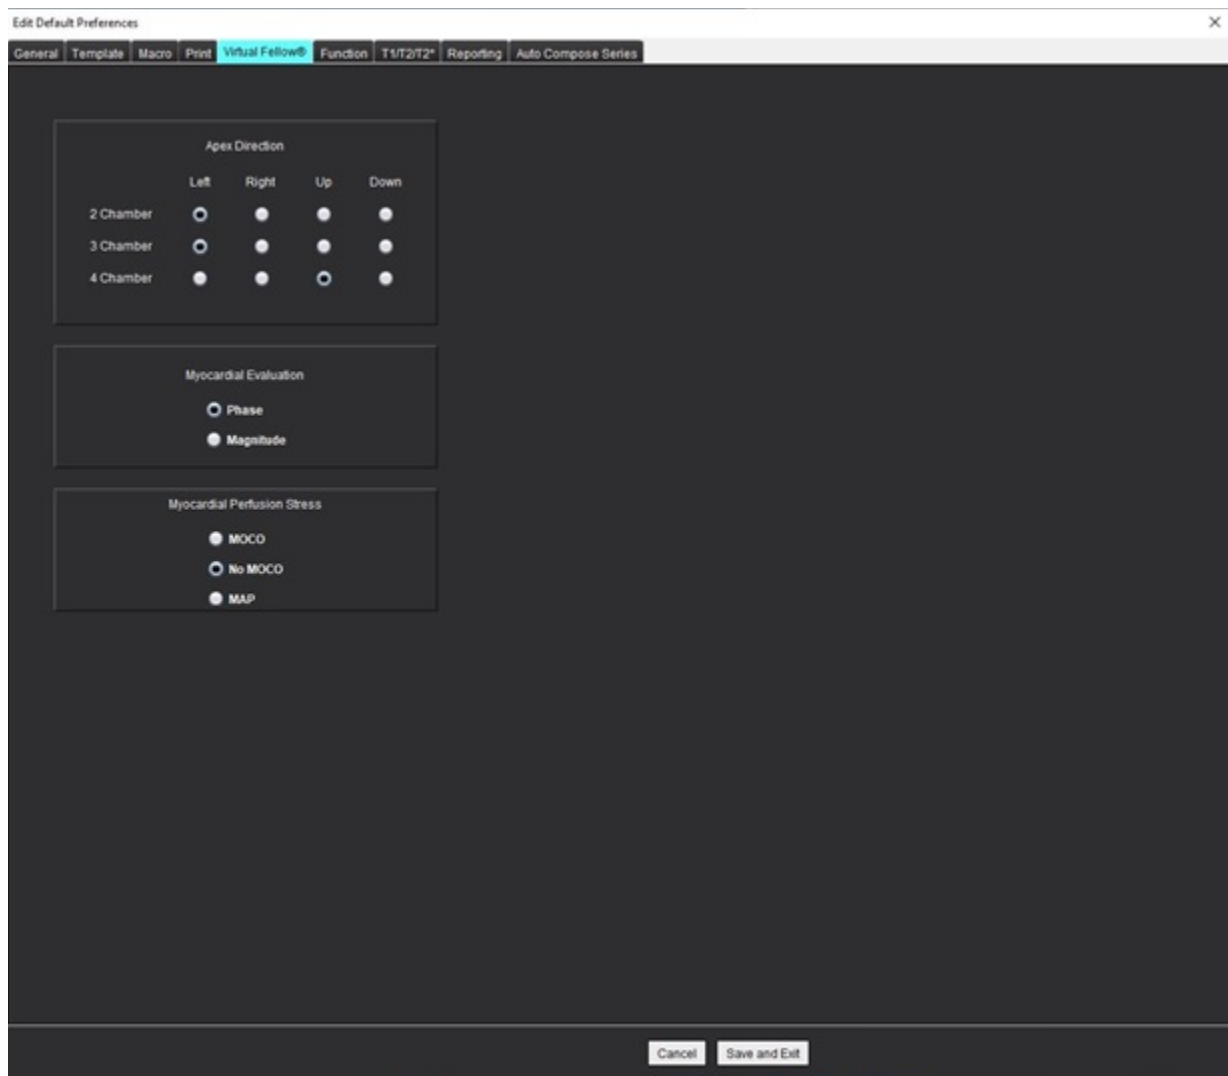 Edit Default Preferences
General Template Macro Print Virtual Fellow® Function T1/T2/T2* Reporting Auto Compose Series
Apex Direction
Left Right Up Down
2 Chamber
3 Chamber
4 Chamber
Myocardial Evaluation
Phase
Magnitude
Myocardial Perfusion Stress
MOCO
No MOCO
MAP
Cancel Save and Exit